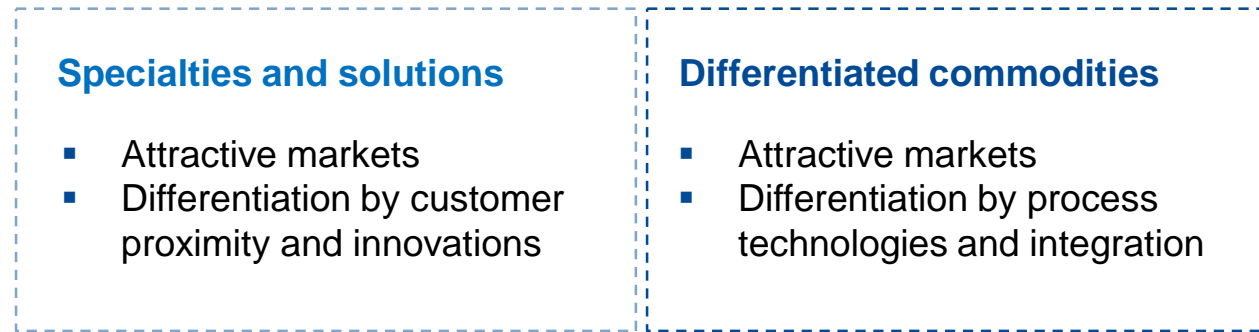 Specialties and solutions
▪ Attractive markets
▪ Differentiation by customer
proximity and innovations
Differentiated commodities
▪ Attractive markets
▪ Differentiation by process
technologies and integration